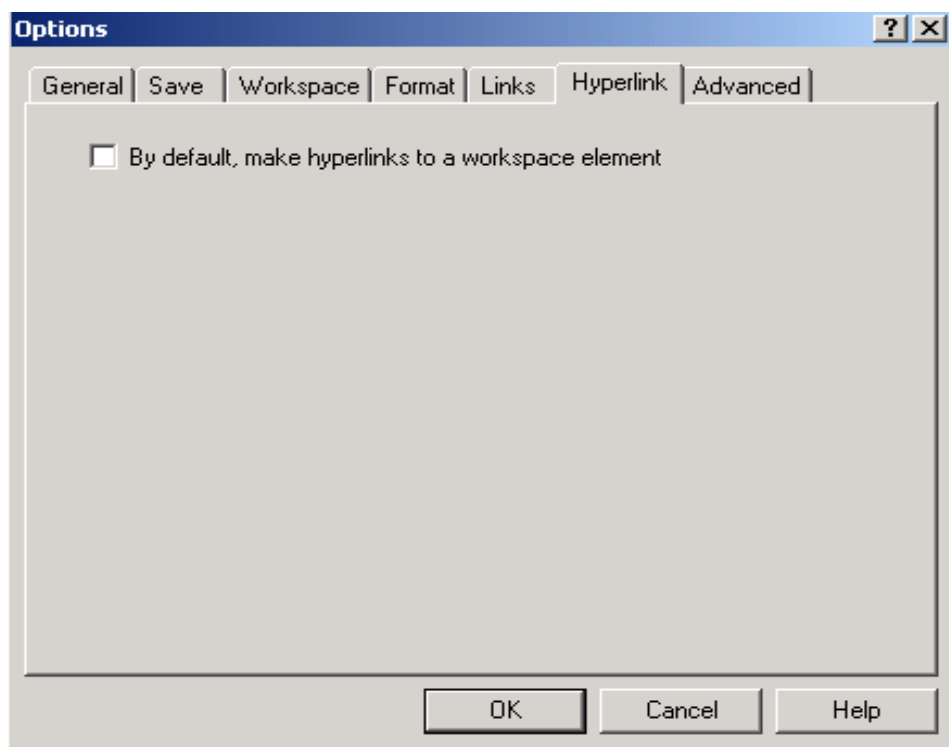 Options
General Save Workspace Format Links Hyperlink Advanced
By default, make hyperlinks to a workspace element
OK Cancel Help